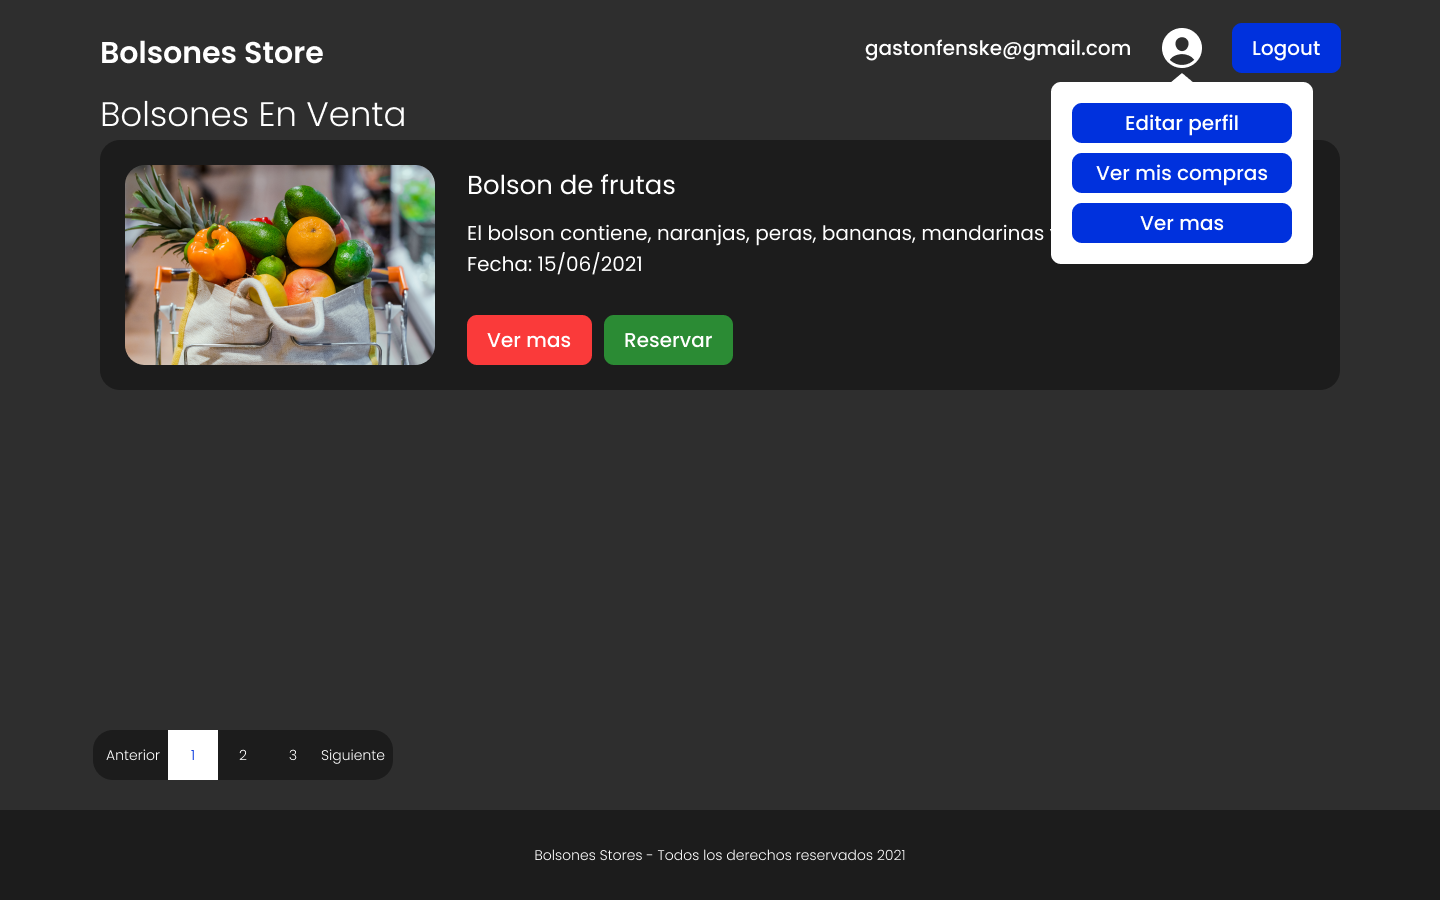 Bolsones Store
gastonfenske@gmail.com
Logout
Editar perfil
Ver mis compras
Ver mas
Bolsones En Venta
Bolson de frutas
El bolson contiene, naranjas, peras, bananas, mandarinas
Fecha: 15/06/2021
Ver mas
Reservar
Anterior 1 2 3 Siguiente
Bolsones Stores - Todos los derechos reservados 2021